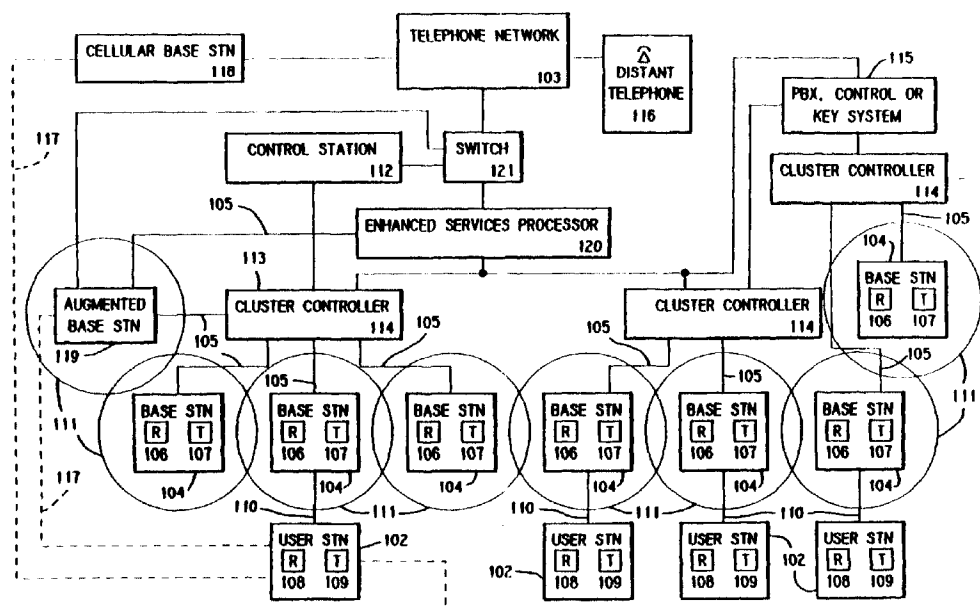 TELEPHONE NETWORK
103
CELLULAR BASE STN
118
DISTANT
TELEPHONE
116
115
PBX, CONTROL OR
KEY SYSTEM
117
CONTROL STATION
112
SWITCH
121
CLUSTER CONTROLLER
114
105
ENHANCED SERVICES PROCESSOR
120
105
104
113
BASE STN
R T
106 107
AUGMENTED
BASE STN
119
CLUSTER CONTROLLER
114
CLUSTER CONTROLLER
114
105
105
105
105
105
105
105
111
111
BASE STN
R T
106 107
104
BASE STN
R T
106 107
104
BASE STN
R T
106 107
104
BASE STN
R T
106 107
104
BASE STN
R T
106 107
104
BASE STN
R T
106 107
104
117
110
111
110
111
110
USER STN
R T
108 109
102
USER STN
R T
108 109
102
USER STN
R T
108 109
102
USER STN
R T
108 109